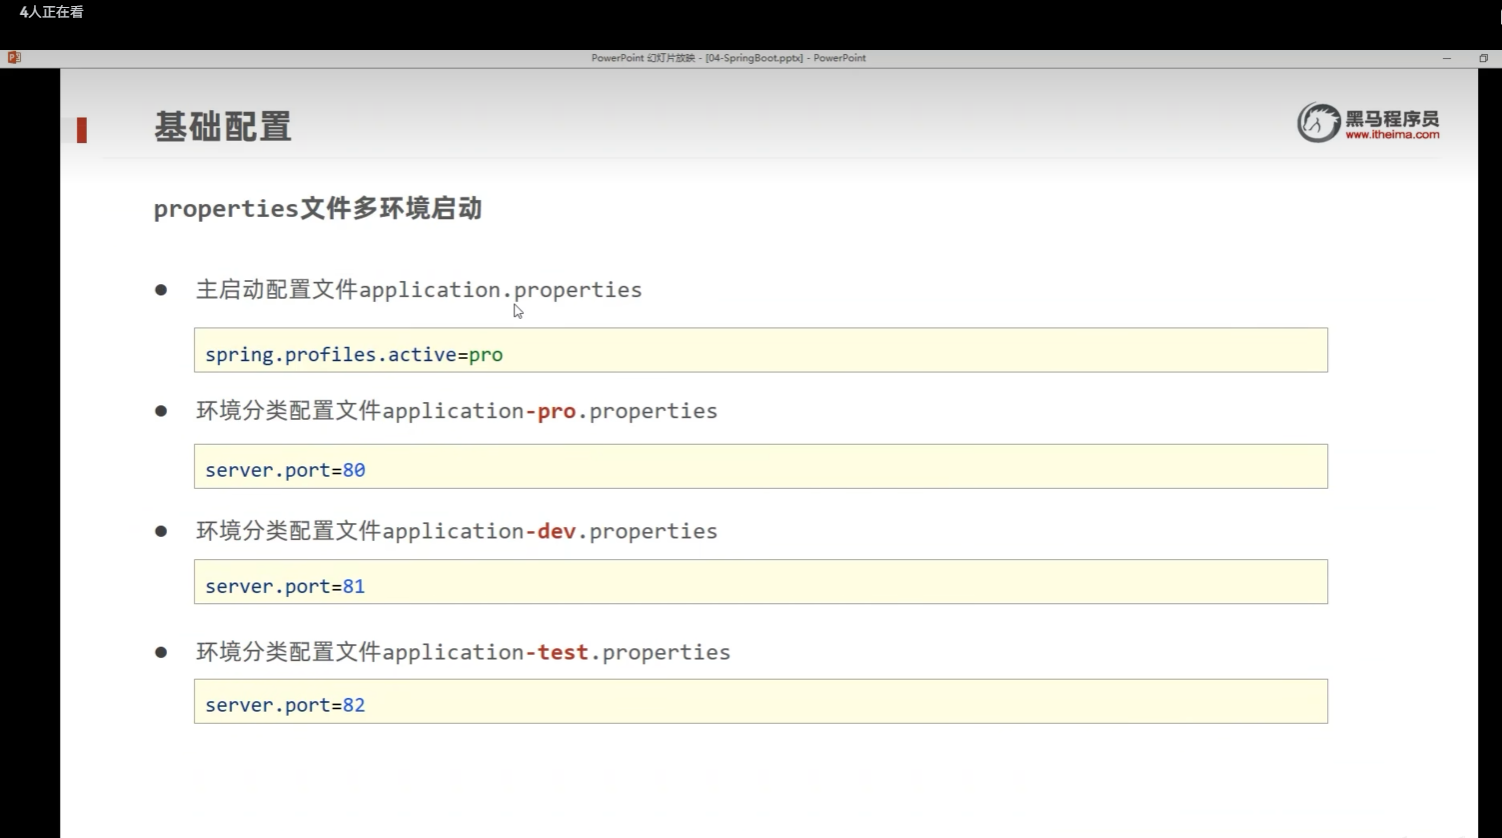 4人正在看
PowerPoint 幻灯片放映 - [04-SpringBoot.pptx] - PowerPoint
基础配置
黑马程序员
www.itheima.com
properties文件多环境启动
● 主启动配置文件application.properties
spring.profiles.active=pro
● 环境分类配置文件application-pro.properties
server.port=80
● 环境分类配置文件application-dev.properties
server.port=81
● 环境分类配置文件application-test.properties
server.port=82